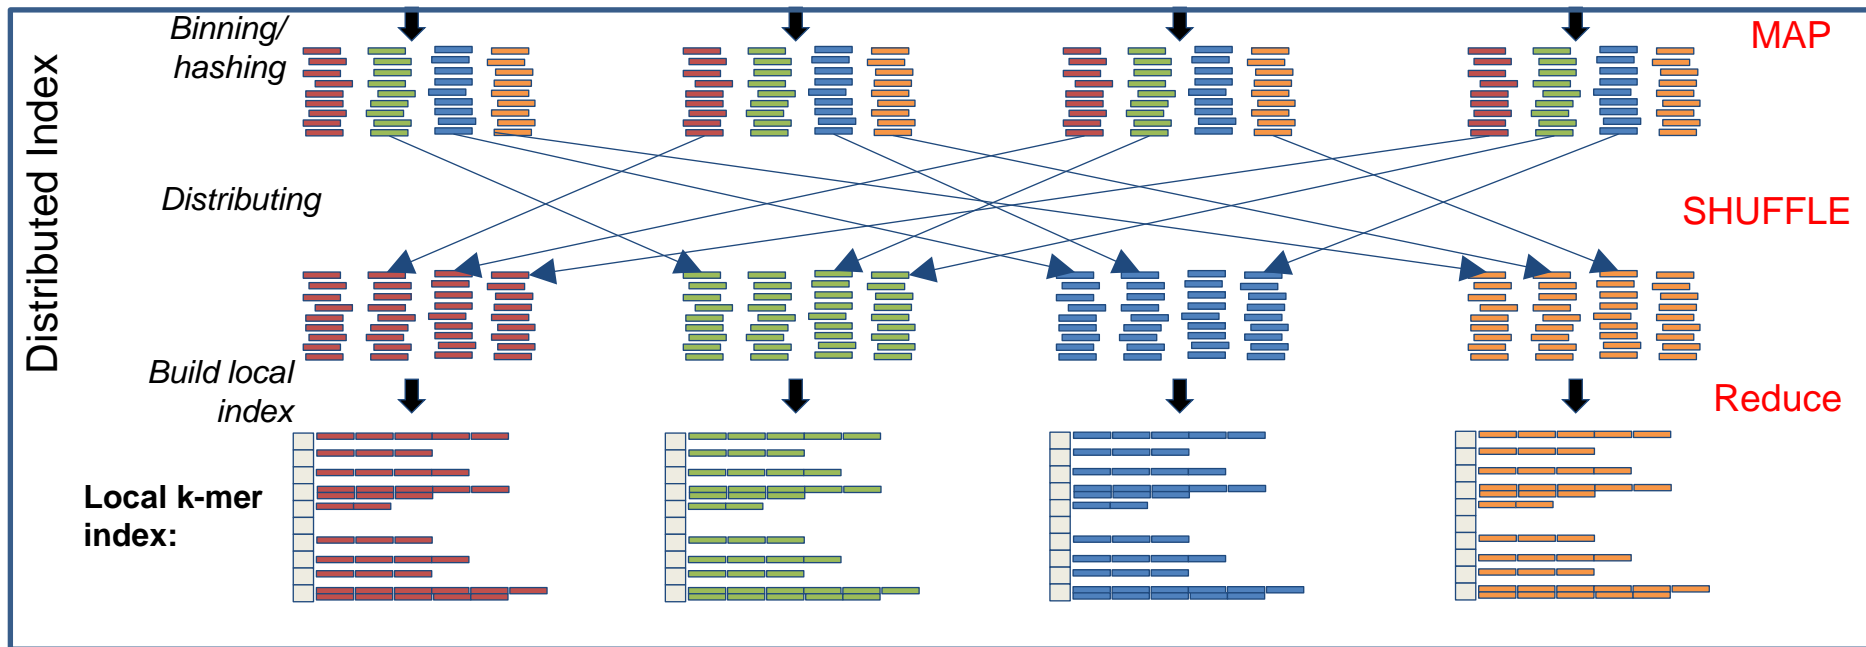 Distributed Index
Binning/
hashing
MAP
Distributing
SHUFFLE
Build local
index
Reduce
Local k-mer
index: